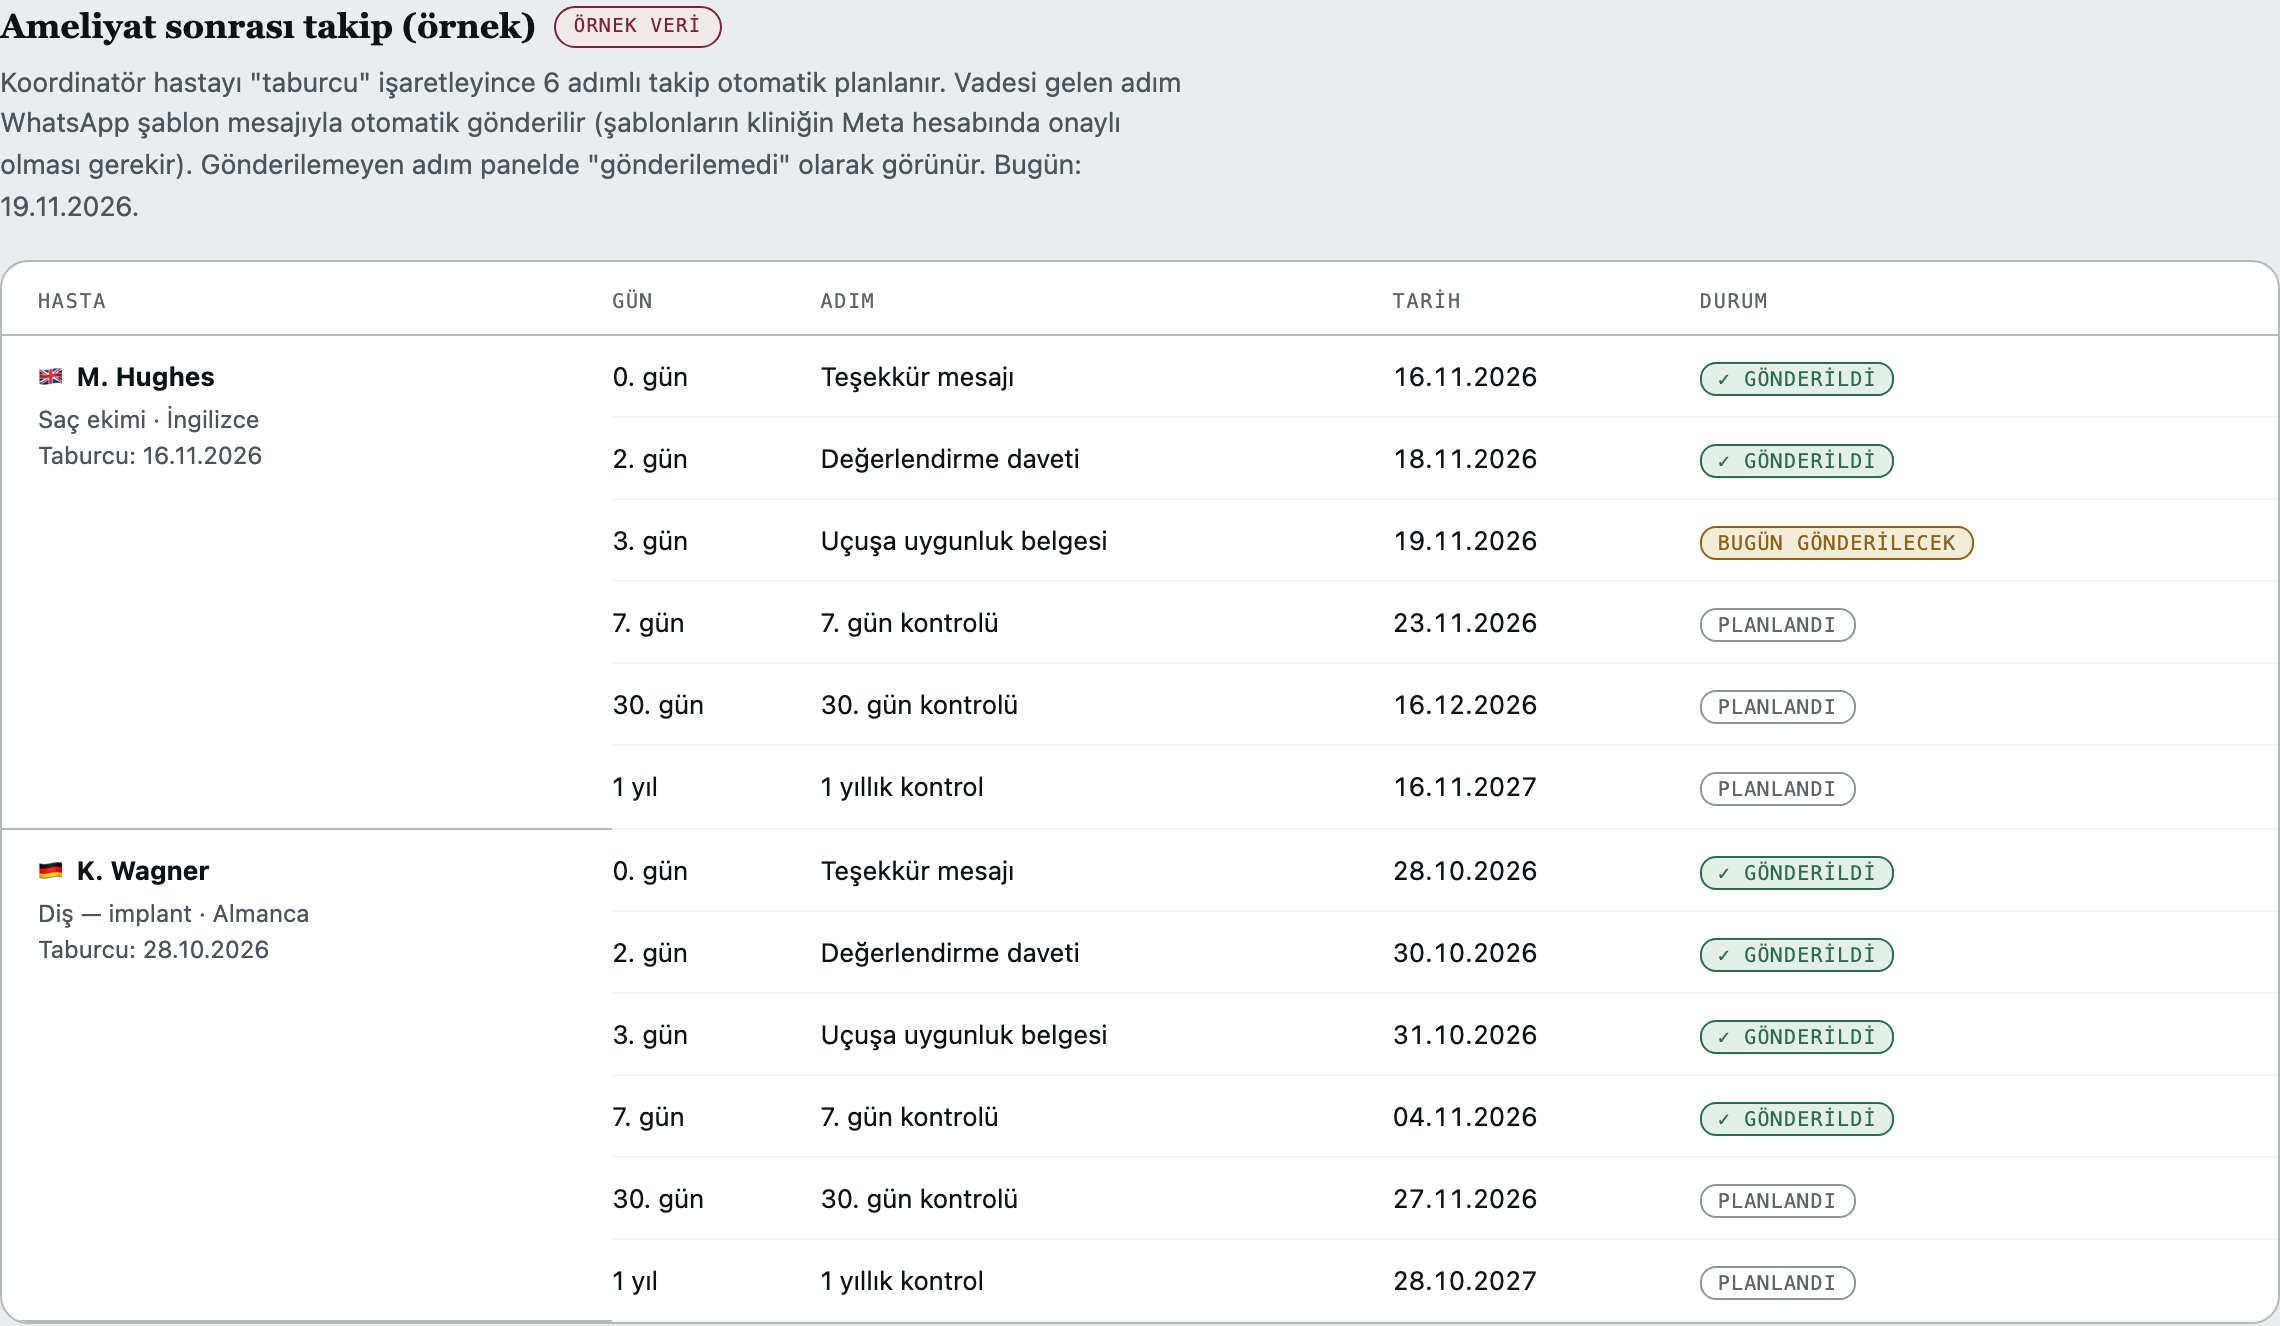 Ameliyat sonrası takip (örnek) ÖRNEK VERİ
Koordinatör hastayı "taburcu" işaretleyince 6 adımlı takip otomatik planlanır. Vadesi gelen adım
WhatsApp şablon mesajıyla otomatik gönderilir (şablonların kliniğin Meta hesabında onaylı
olması gerekir). Gönderilemeyen adım panelde "gönderilemedi" olarak görünür. Bugün:
19.11.2026.
HASTA GÜN ADIM TARİH DURUM
🇬🇧 M. Hughes 0. gün Teşekkür mesajı 16.11.2026 ✓ GÖNDERİLDİ
Saç ekimi · İngilizce
Taburcu: 16.11.2026
2. gün Değerlendirme daveti 18.11.2026 ✓ GÖNDERİLDİ
3. gün Uçuşa uygunluk belgesi 19.11.2026 BUGÜN GÖNDERİLECEK
7. gün 7. gün kontrolü 23.11.2026 PLANLANDI
30. gün 30. gün kontrolü 16.12.2026 PLANLANDI
1 yıl 1 yıllık kontrol 16.11.2027 PLANLANDI
🇩🇪 K. Wagner 0. gün Teşekkür mesajı 28.10.2026 ✓ GÖNDERİLDİ
Diş — implant · Almanca
Taburcu: 28.10.2026
2. gün Değerlendirme daveti 30.10.2026 ✓ GÖNDERİLDİ
3. gün Uçuşa uygunluk belgesi 31.10.2026 ✓ GÖNDERİLDİ
7. gün 7. gün kontrolü 04.11.2026 ✓ GÖNDERİLDİ
30. gün 30. gün kontrolü 27.11.2026 PLANLANDI
1 yıl 1 yıllık kontrol 28.10.2027 PLANLANDI